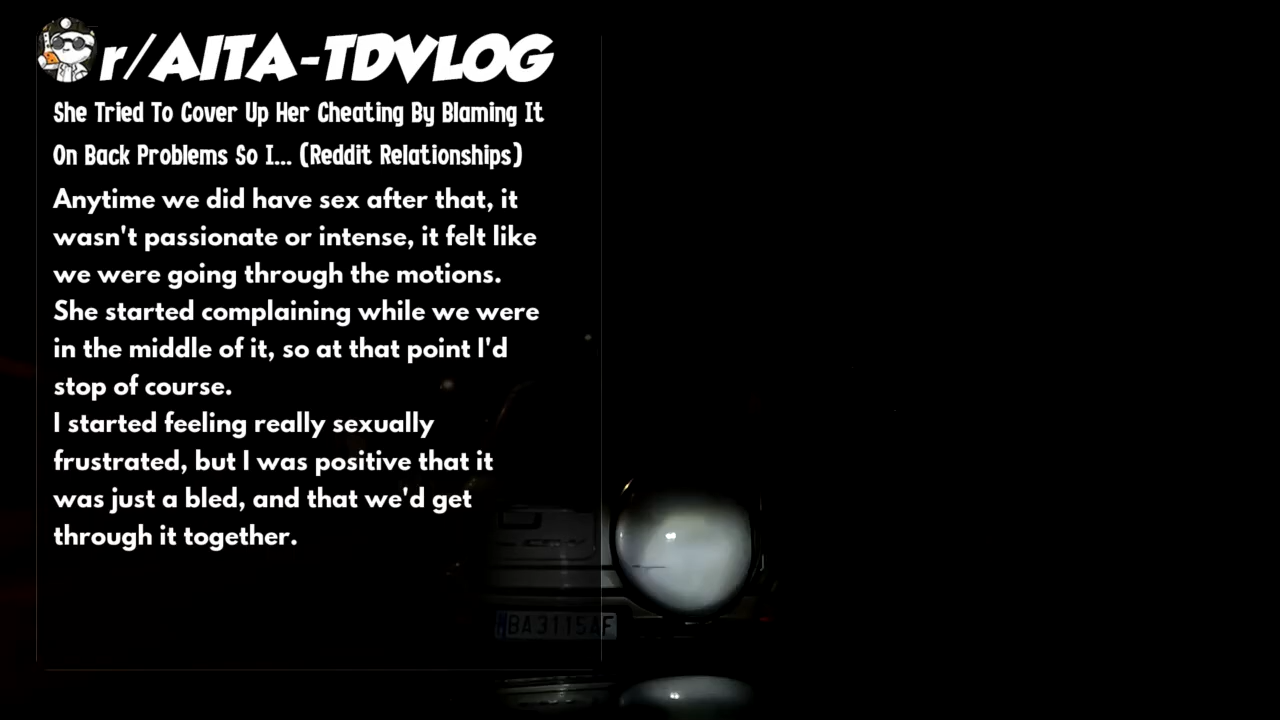 r/AITA-TDVLOG
She Tried To Cover Up Her Cheating By Blaming It
On Back Problems So I... (Reddit Relationships)
Anytime we did have sex after that, it
wasn't passionate or intense, it felt like
we were going through the motions.
She started complaining while we were
in the middle of it, so at that point I'd
stop of course.
I started feeling really sexually
frustrated, but I was positive that it
was just a bled, and that we'd get
through it together.
BA3115AF